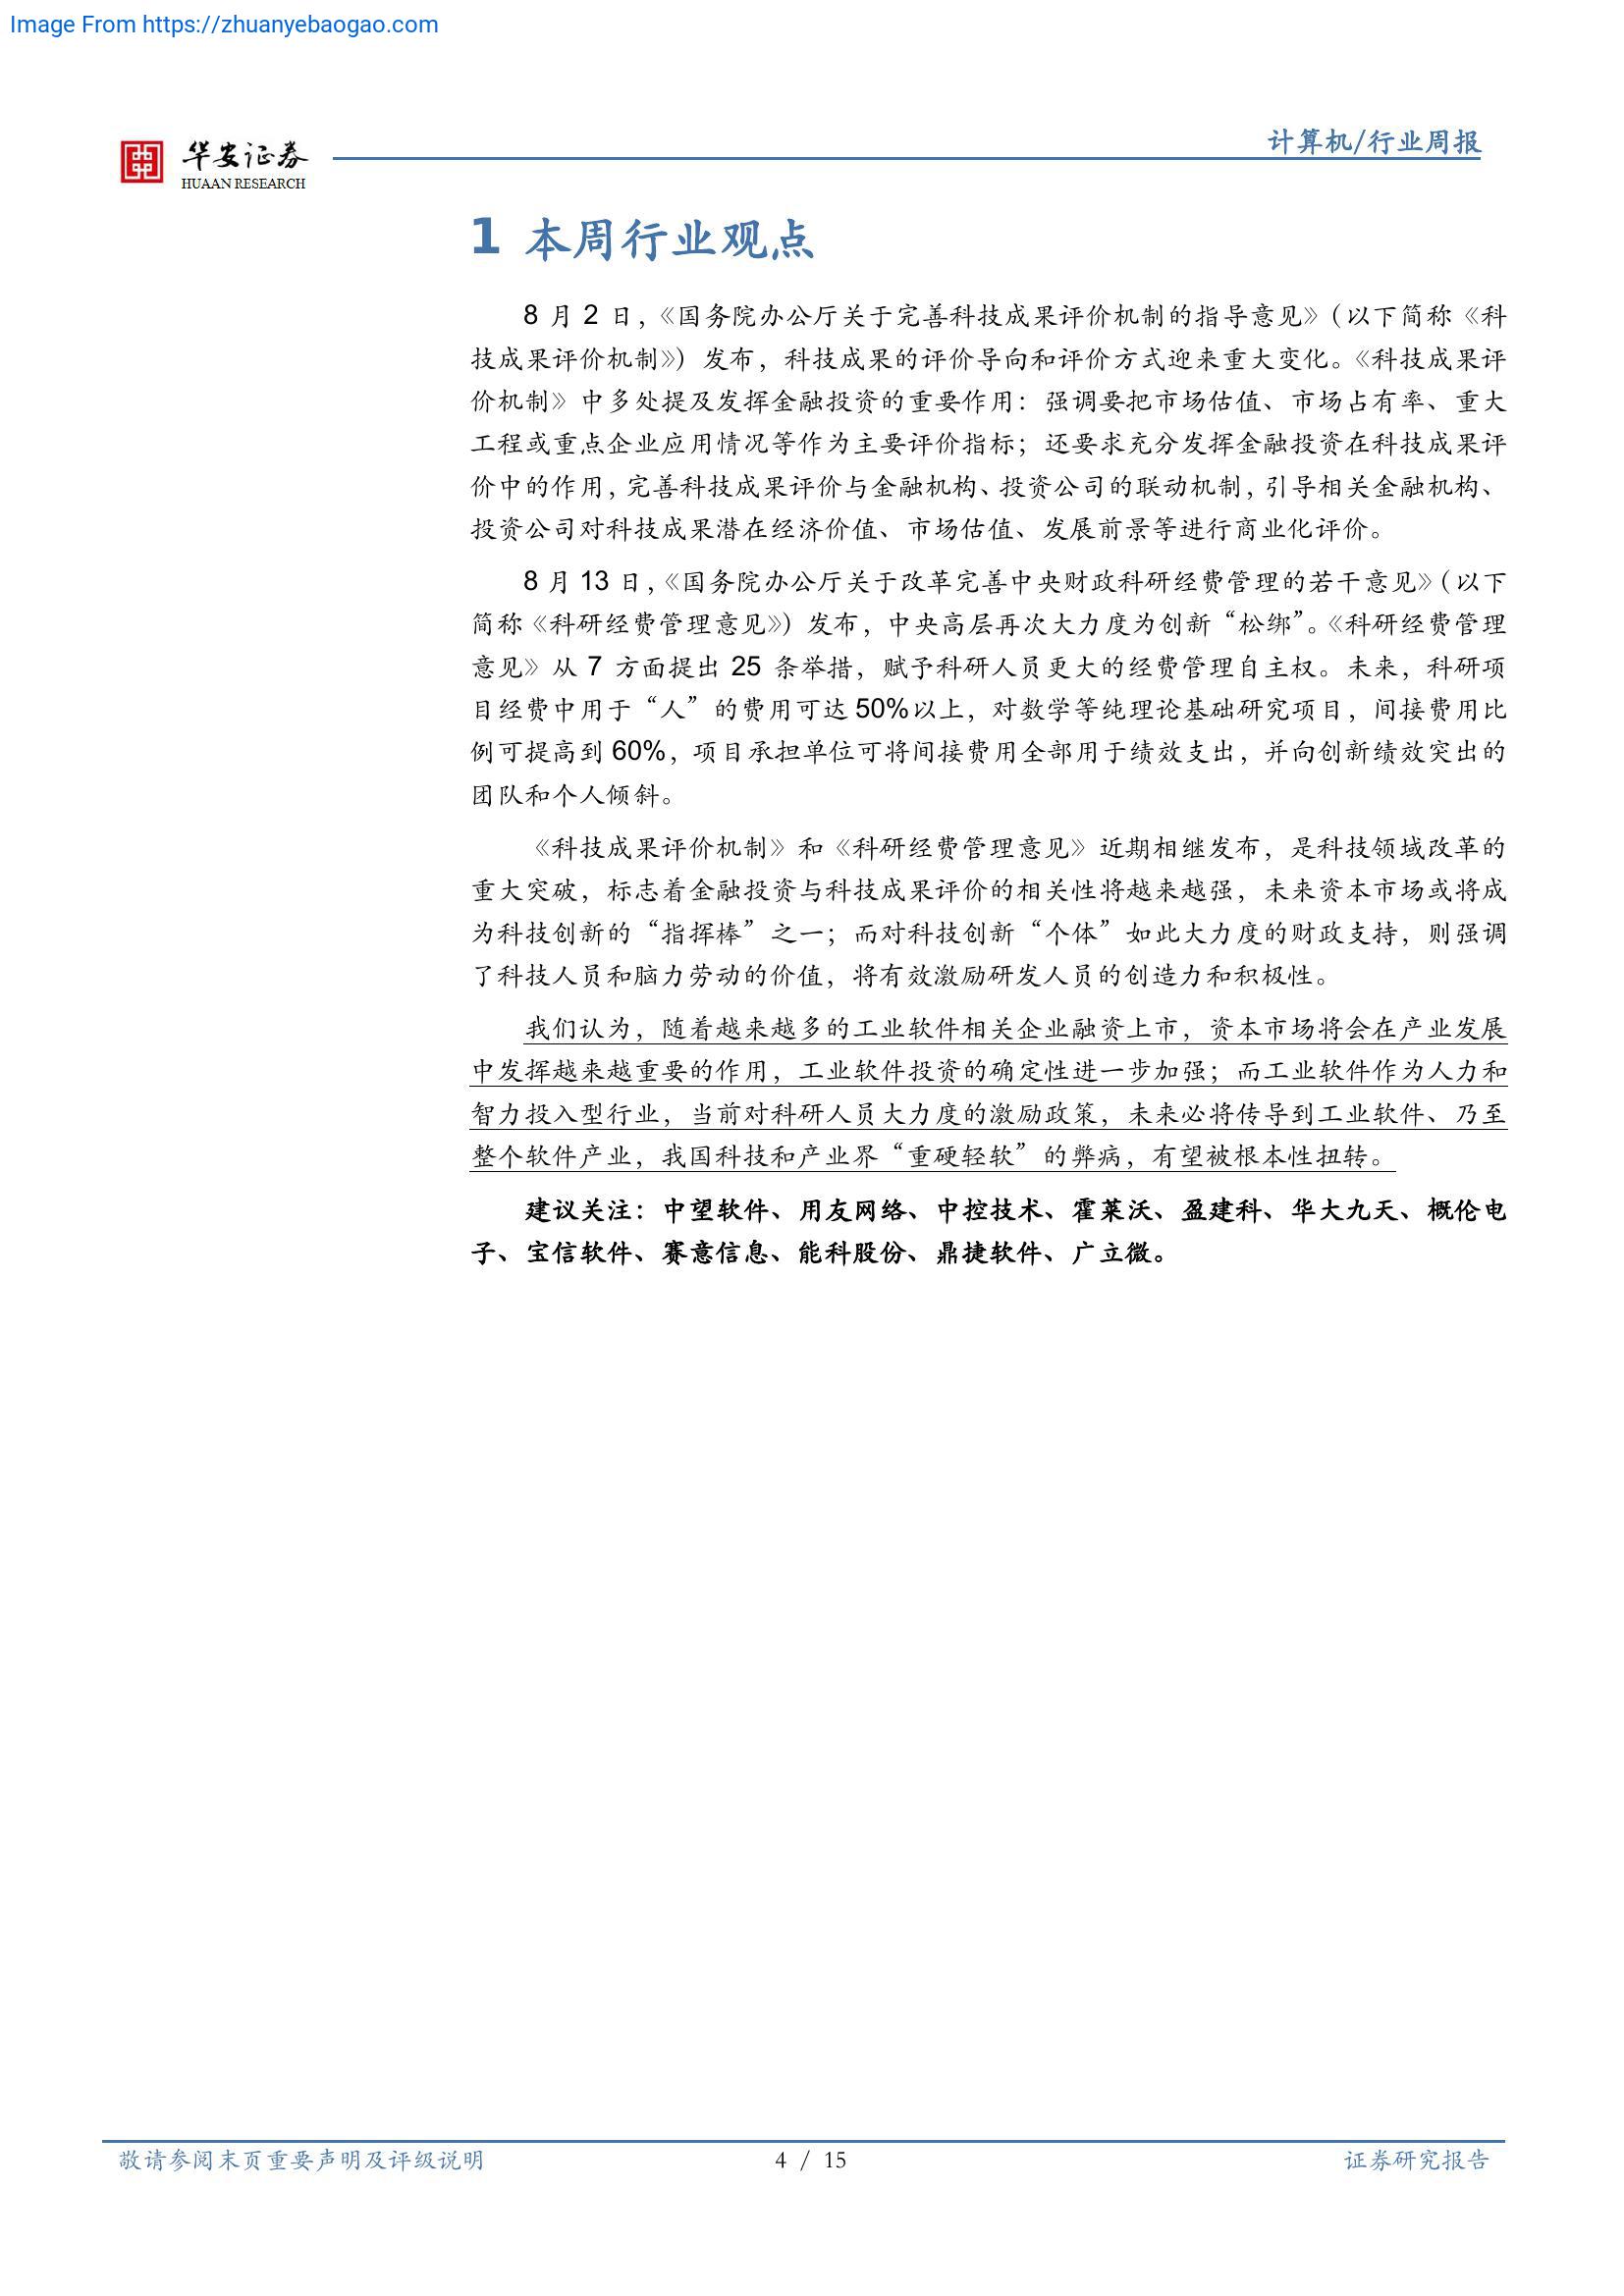 Image From https://zhuanyebaogao.com
计算机/行业周报
华安证券
HUAAN RESEARCH
1 本周行业观点
8 月 2 日，《国务院办公厅关于完善科技成果评价机制的指导意见》（以下简称《科
技成果评价机制》）发布，科技成果的评价导向和评价方式迎来重大变化。《科技成果评
价机制》中多处提及发挥金融投资的重要作用：强调要把市场估值、市场占有率、重大
工程或重点企业应用情况等作为主要评价指标；还要求充分发挥金融投资在科技成果评
价中的作用，完善科技成果评价与金融机构、投资公司的联动机制，引导相关金融机构、
投资公司对科技成果潜在经济价值、市场估值、发展前景等进行商业化评价。
8 月 13 日，《国务院办公厅关于改革完善中央财政科研经费管理的若干意见》（以下
简称《科研经费管理意见》）发布，中央高层再次大力度为创新“松绑”。《科研经费管理
意见》从 7 方面提出 25 条举措，赋予科研人员更大的经费管理自主权。未来，科研项
目经费中用于“人”的费用可达 50%以上，对数学等纯理论基础研究项目，间接费用比
例可提高到 60%，项目承担单位可将间接费用全部用于绩效支出，并向创新绩效突出的
团队和个人倾斜。
《科技成果评价机制》和《科研经费管理意见》近期相继发布，是科技领域改革的
重大突破，标志着金融投资与科技成果评价的相关性将越来越强，未来资本市场或将成
为科技创新的“指挥棒”之一；而对科技创新“个体”如此大力度的财政支持，则强调
了科技人员和脑力劳动的价值，将有效激励研发人员的创造力和积极性。
我们认为，随着越来越多的工业软件相关企业融资上市，资本市场将会在产业发展
中发挥越来越重要的作用，工业软件投资的确定性进一步加强；而工业软件作为人力和
智力投入型行业，当前对科研人员大力度的激励政策，未来必将传导到工业软件、乃至
整个软件产业，我国科技和产业界“重硬轻软”的弊病，有望被根本性扭转。
建议关注：中望软件、用友网络、中控技术、霍莱沃、盈建科、华大九天、概伦电
子、宝信软件、赛意信息、能科股份、鼎捷软件、广立微。
敬请参阅末页重要声明及评级说明
4 / 15
证券研究报告